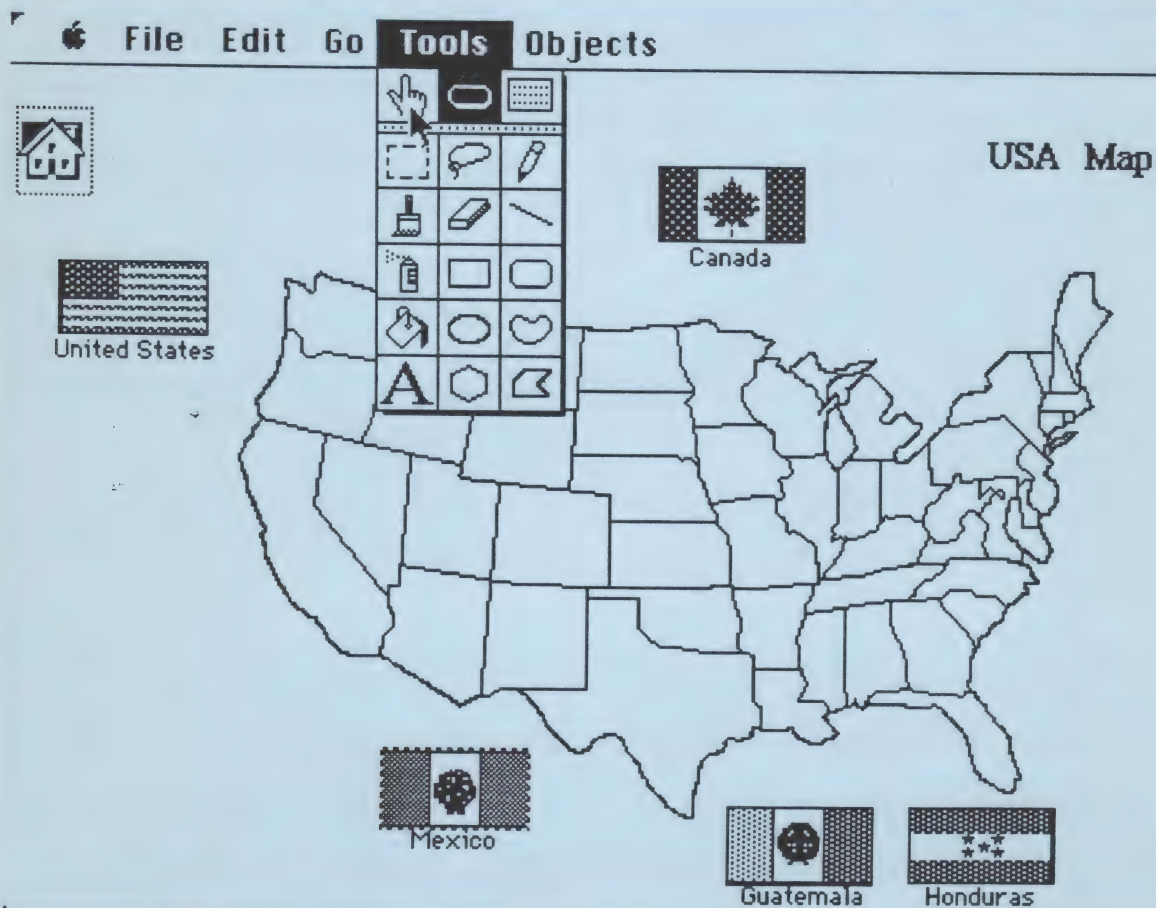 File Edit Go Tools Objects
USA Map
Canada
United States
A
Mexico
Guatemala
Honduras